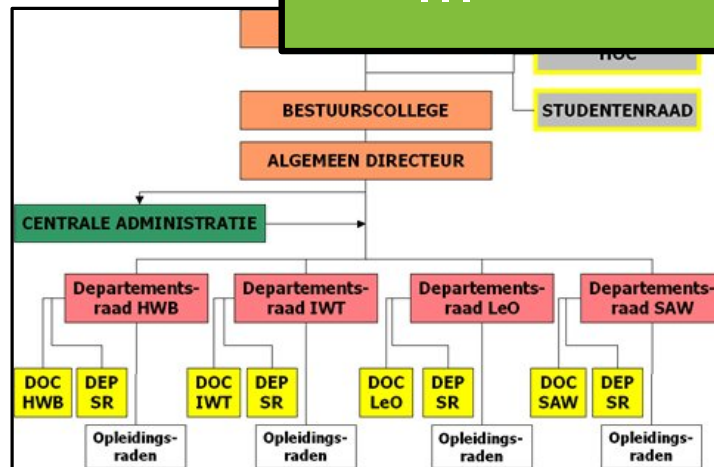 HOC
BESTUURSCOLLEGE
STUDENTENRAAD
ALGEMEEN DIRECTEUR
CENTRALE ADMINISTRATIE
Departements-
raad HWB
Departements-
raad IWT
Departements-
raad LeO
Departements-
raad SAW
DOC
HWB
DEP
SR
DOC
IWT
DEP
SR
DOC
LeO
DEP
SR
DOC
SAW
DEP
SR
Opleidings-
raden
Opleidings-
raden
Opleidings-
raden
Opleidings-
raden